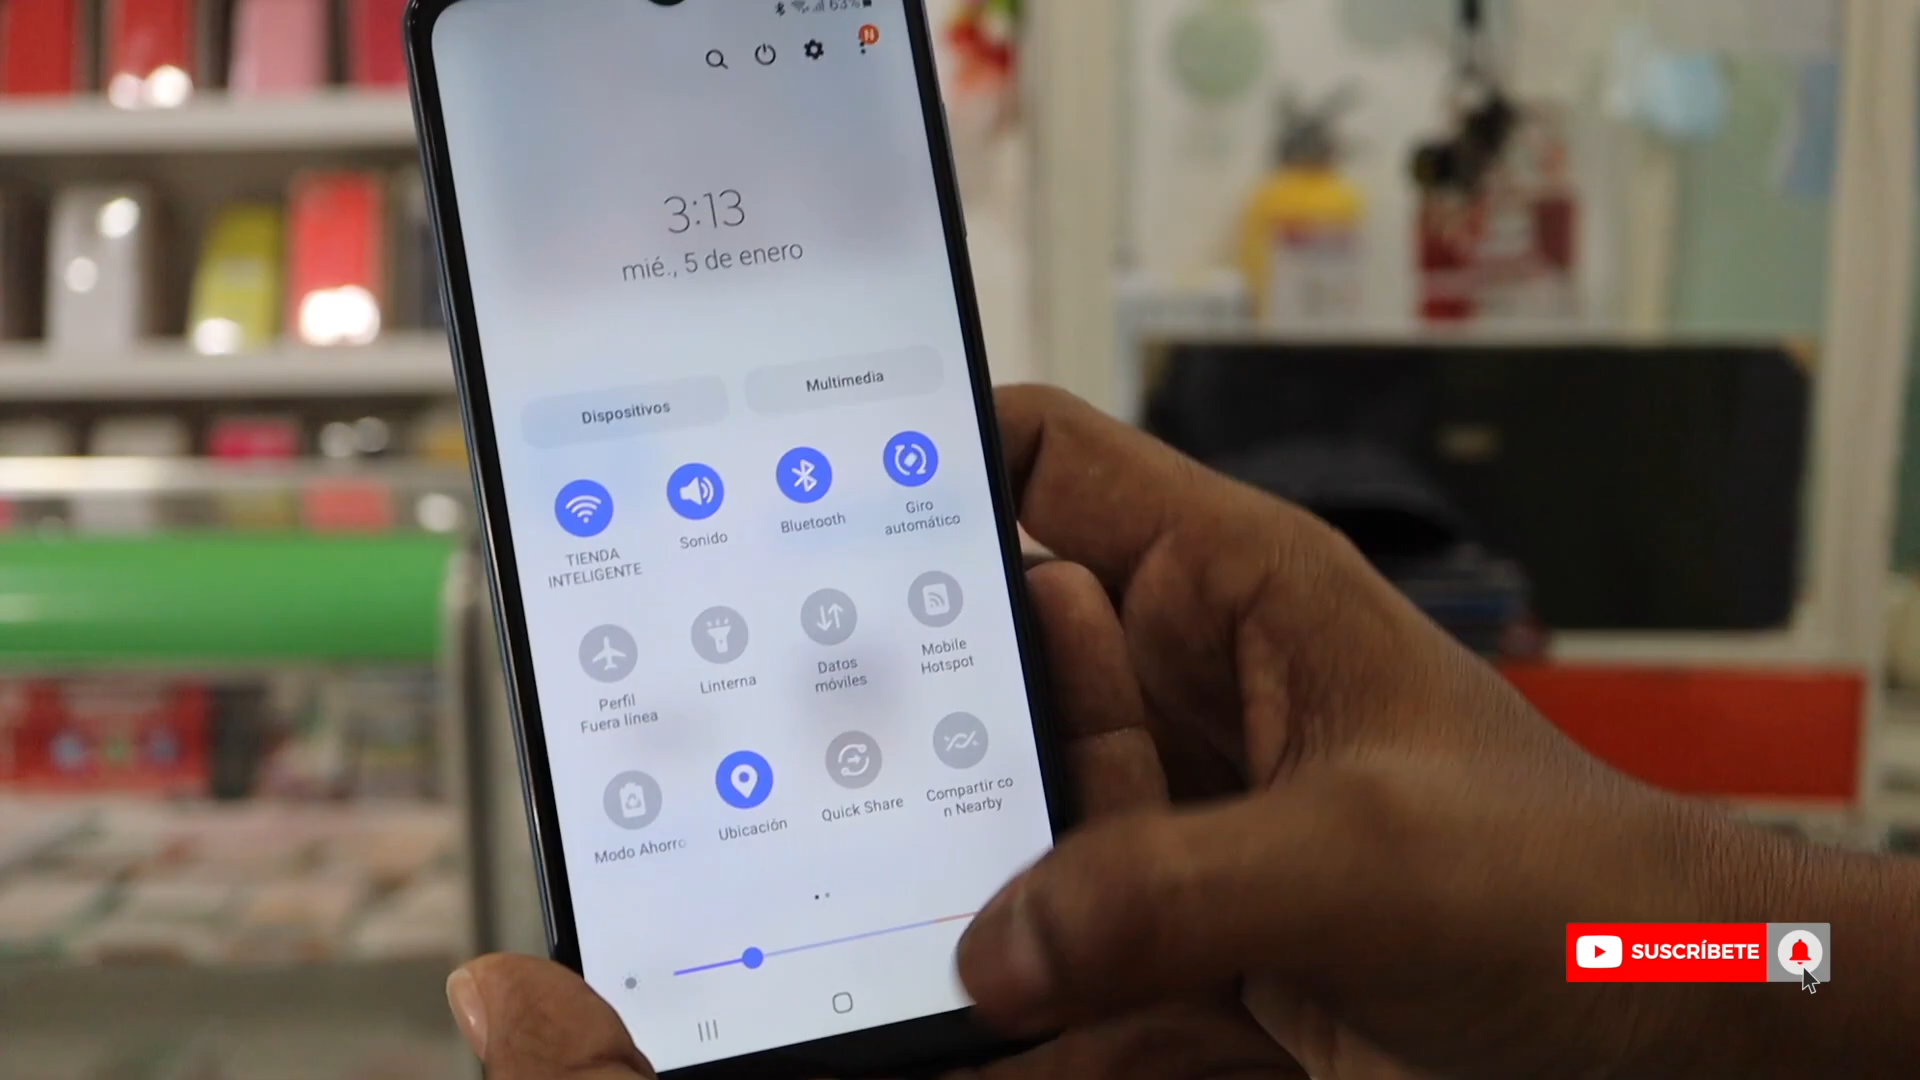 63%
N
3:13
mié., 5 de enero
Dispositivos
Multimedia
TIENDA
INTELIGENTE
Sonido
Bluetooth
Giro
automático
Perfil
Fuera línea
Linterna
Datos
móviles
Mobile
Hotspot
Modo Ahorro
Ubicación
Quick Share
Compartir co
n Nearby
SUSCRÍBETE